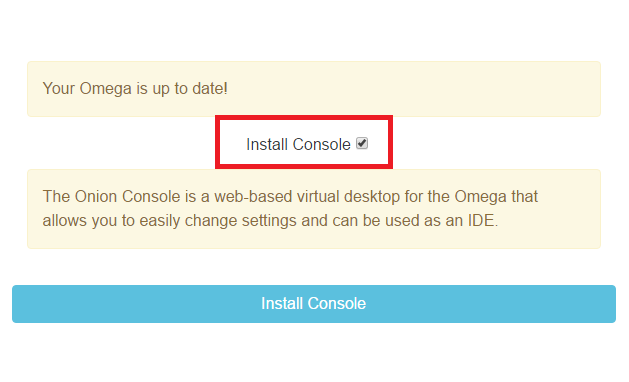 Your Omega is up to date!
Install Console
The Onion Console is a web-based virtual desktop for the Omega that
allows you to easily change settings and can be used as an IDE.
Install Console